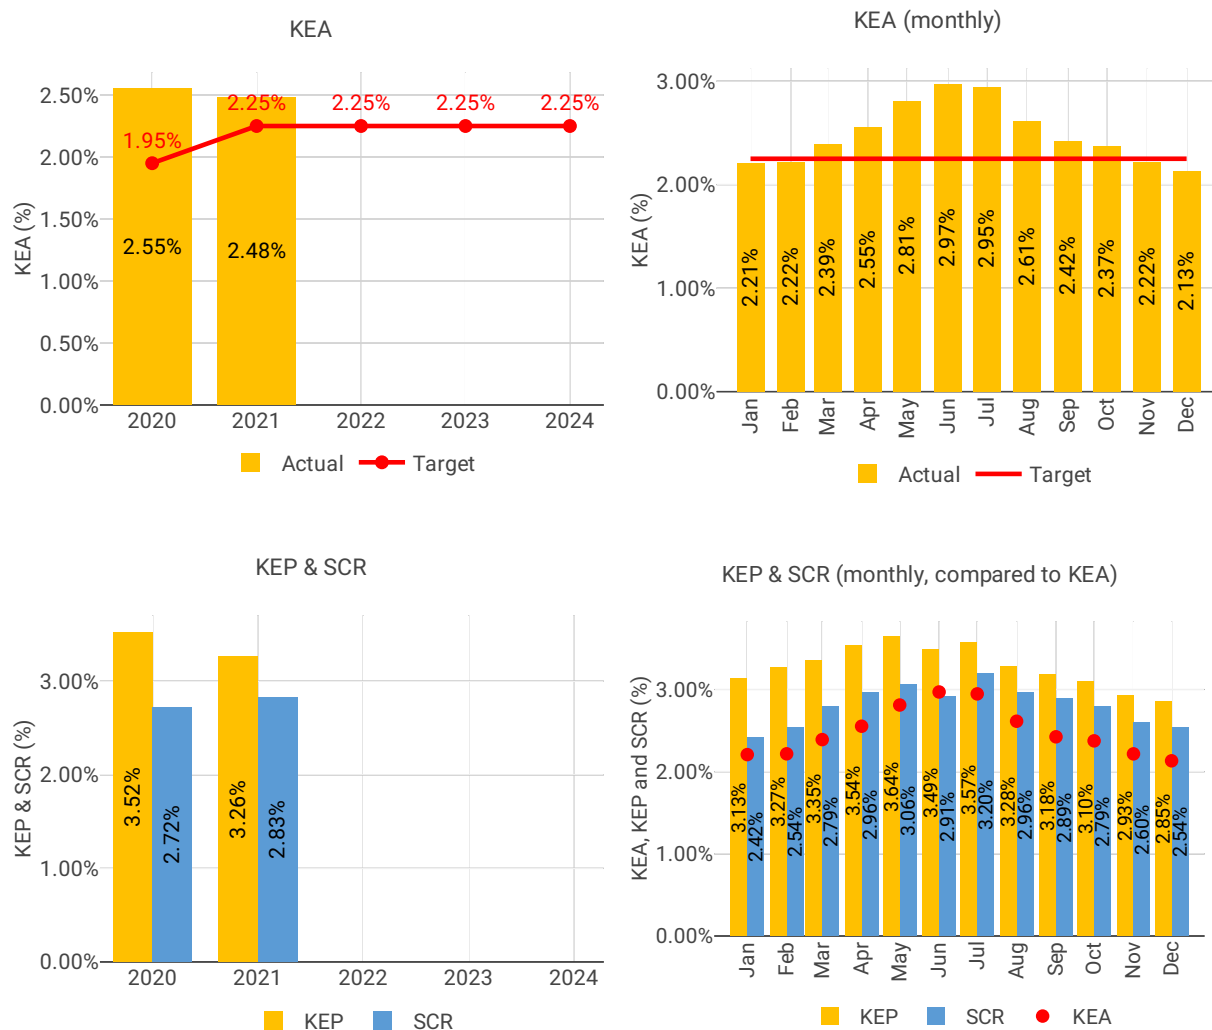 KEA
KEA (%)
2.50%
2.00%
1.50%
1.00%
0.50%
0.00%
1.95%
2.25%
2.25%
2.25%
2.25%
2.55%
2.48%
2020
2021
2022
2023
2024
Actual
Target
KEA (monthly)
KEA (%)
3.00%
2.00%
1.00%
0.00%
2.21%
2.22%
2.39%
2.55%
2.81%
2.97%
2.95%
2.61%
2.42%
2.37%
2.22%
2.13%
Jan
Feb
Mar
Apr
May
Jun
Jul
Aug
Sep
Oct
Nov
Dec
Actual
Target
KEP & SCR
KEP & SCR (%)
3.00%
2.00%
1.00%
0.00%
3.52%
2.72%
3.26%
2.83%
2020
2021
2022
2023
2024
KEP
SCR
KEP & SCR (monthly, compared to KEA)
KEA, KEP and SCR (%)
3.00%
2.00%
1.00%
0.00%
3.13%
2.42%
3.27%
2.54%
3.35%
2.79%
3.54%
2.96%
3.64%
3.06%
3.49%
2.91%
3.57%
3.20%
3.28%
2.96%
3.18%
2.89%
3.10%
2.79%
2.93%
2.60%
2.85%
2.54%
Jan
Feb
Mar
Apr
May
Jun
Jul
Aug
Sep
Oct
Nov
Dec
KEP
SCR
KEA